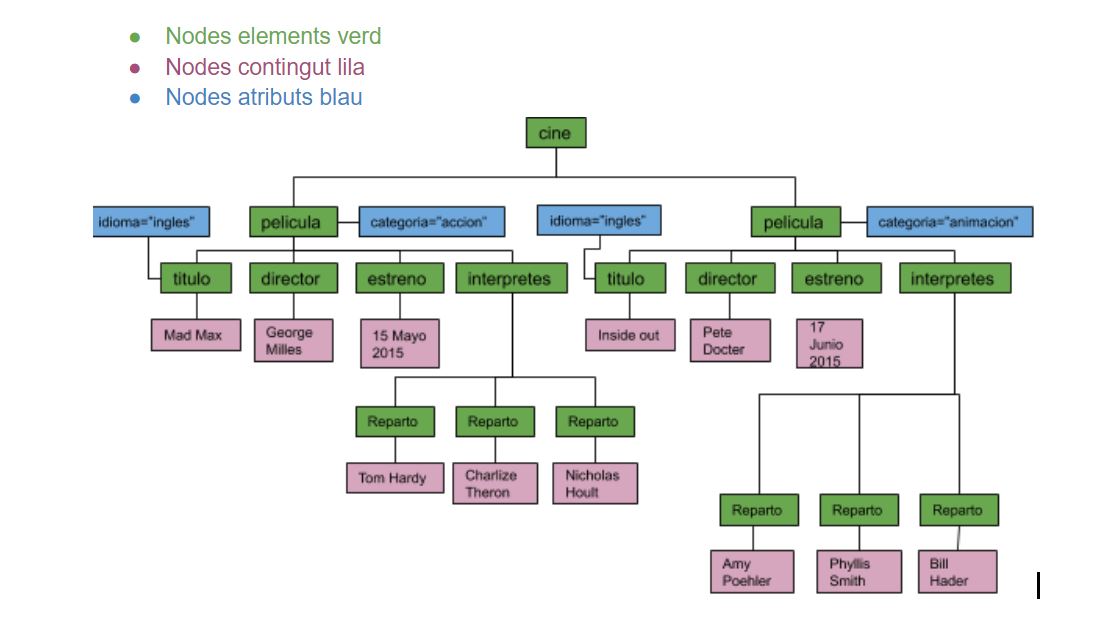 Nodes elements verd
Nodes contingut lila
Nodes atributs blau
cine
idioma="ingles"
pelicula
categoria="accion"
idioma="ingles"
pelicula
categoria="animacion"
titulo
director
estreno
interpretes
titulo
director
estreno
interpretes
Mad Max
George
Milles
15 Mayo
2015
Inside out
Pete
Docter
17
Junio
2015
Reparto
Reparto
Reparto
Tom Hardy
Charlize
Theron
Nicholas
Hoult
Reparto
Reparto
Reparto
Amy
Poehler
Phyllis
Smith
Bill
Hader